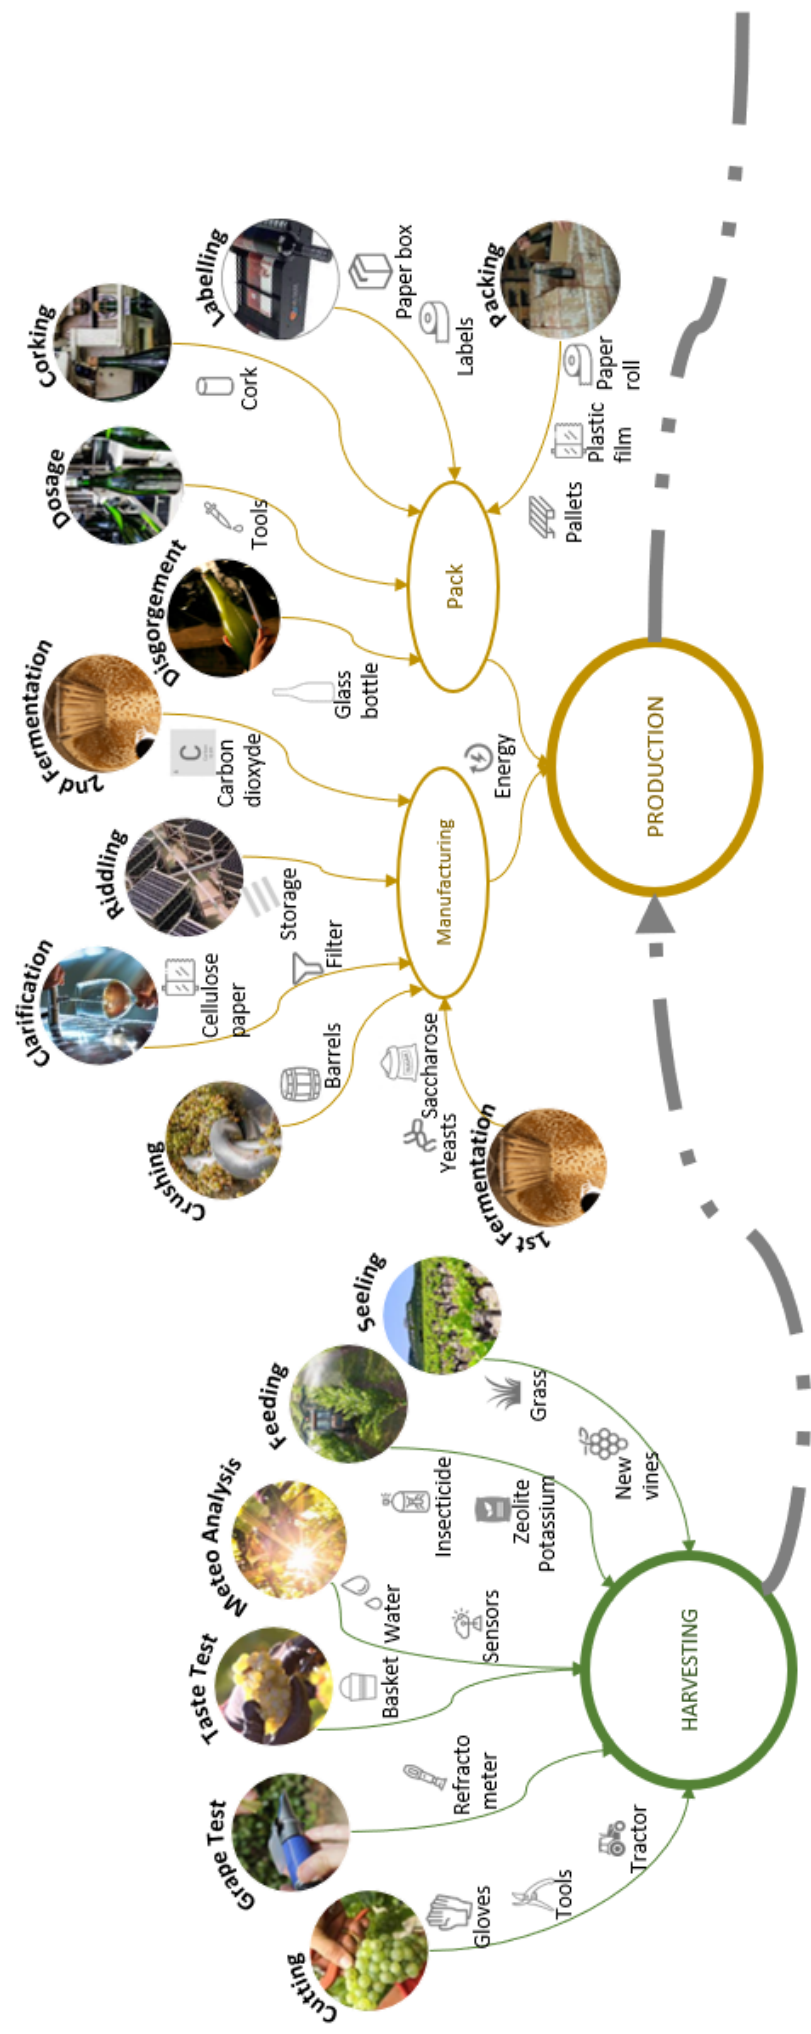 Cutting
Grape Test
Taste Test
Meteo Analysis
Feeding
Seeling
Gloves
Tools
Tractor
Refracto
meter
Basket
Water
Sensors
Insecticide
Zeolite
Potassium
Grass
New
vines
HARVESTING
1st Fermentation
Crushing
Clarification
Riddling
2nd Fermentation
Yeasts
Saccharose
Barrels
Cellulose
paper
Filter
Storage
Carbon
dioxyde
C
Manufacturing
Energy
PRODUCTION
Disgorgement
Dosage
Corking
Labelling
Packing
Glass
bottle
Tools
Cork
Paper box
Labels
Pallets
Plastic
film
Paper
roll
Pack